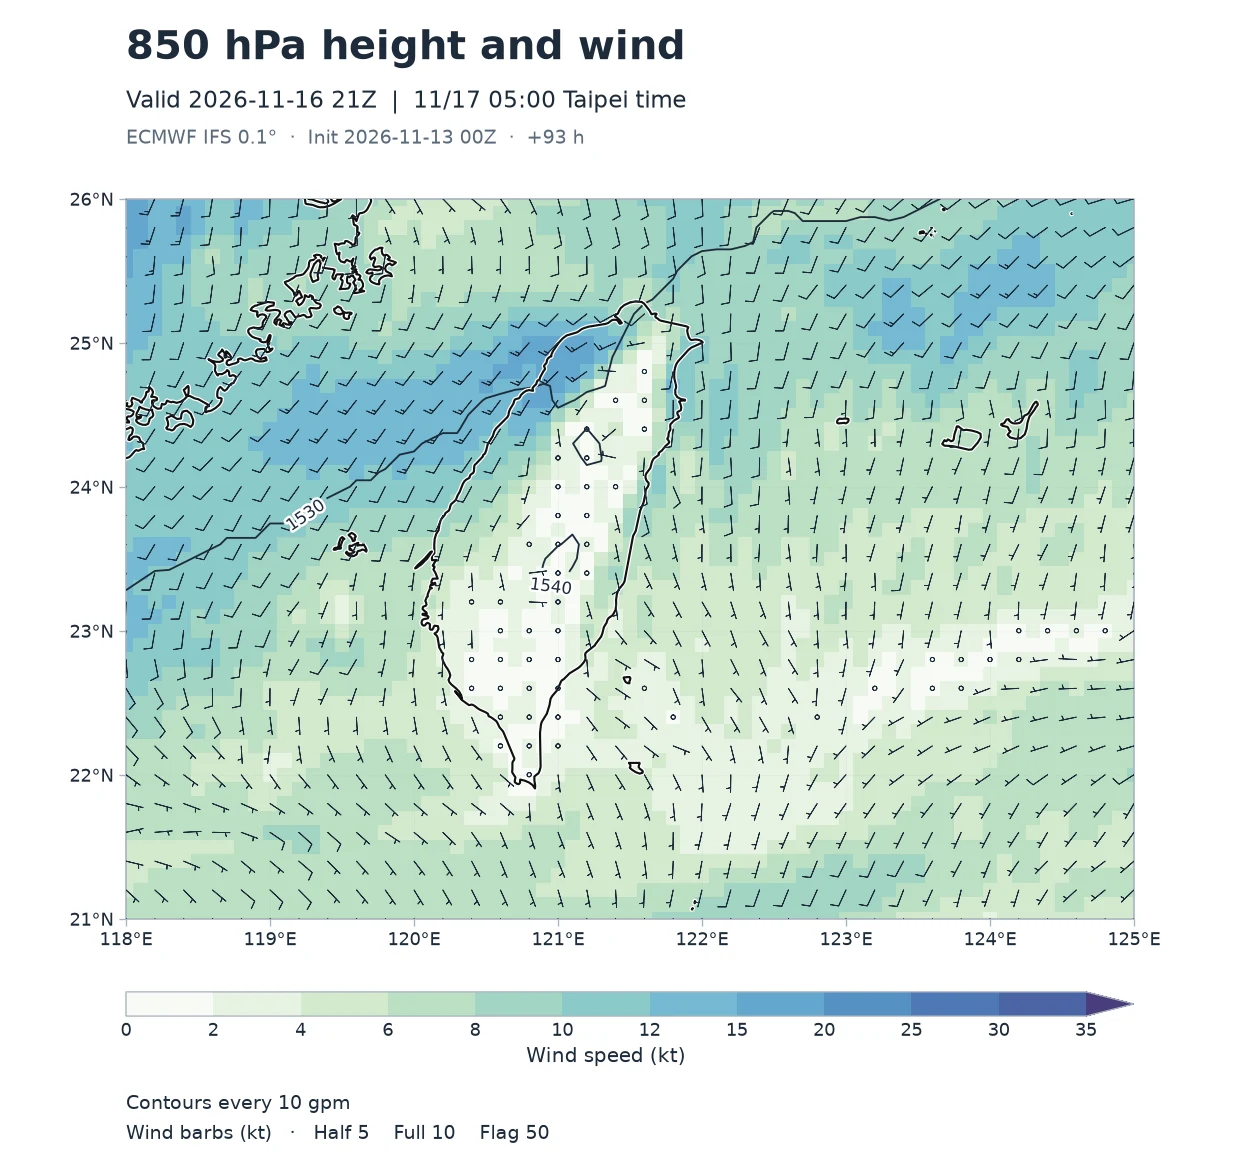 850 hPa height and wind
Valid 2026-11-16 21Z | 11/17 05:00 Taipei time
ECMWF IFS 0.1° · Init 2026-11-13 00Z · +93 h
26°N
25°N
24°N
23°N
22°N
21°N
1530
1540
118°E 119°E 120°E 121°E 122°E 123°E 124°E 125°E
0 2 4 6 8 10 12 15 20 25 30 35
Wind speed (kt)
Contours every 10 gpm
Wind barbs (kt) · Half 5 Full 10 Flag 50